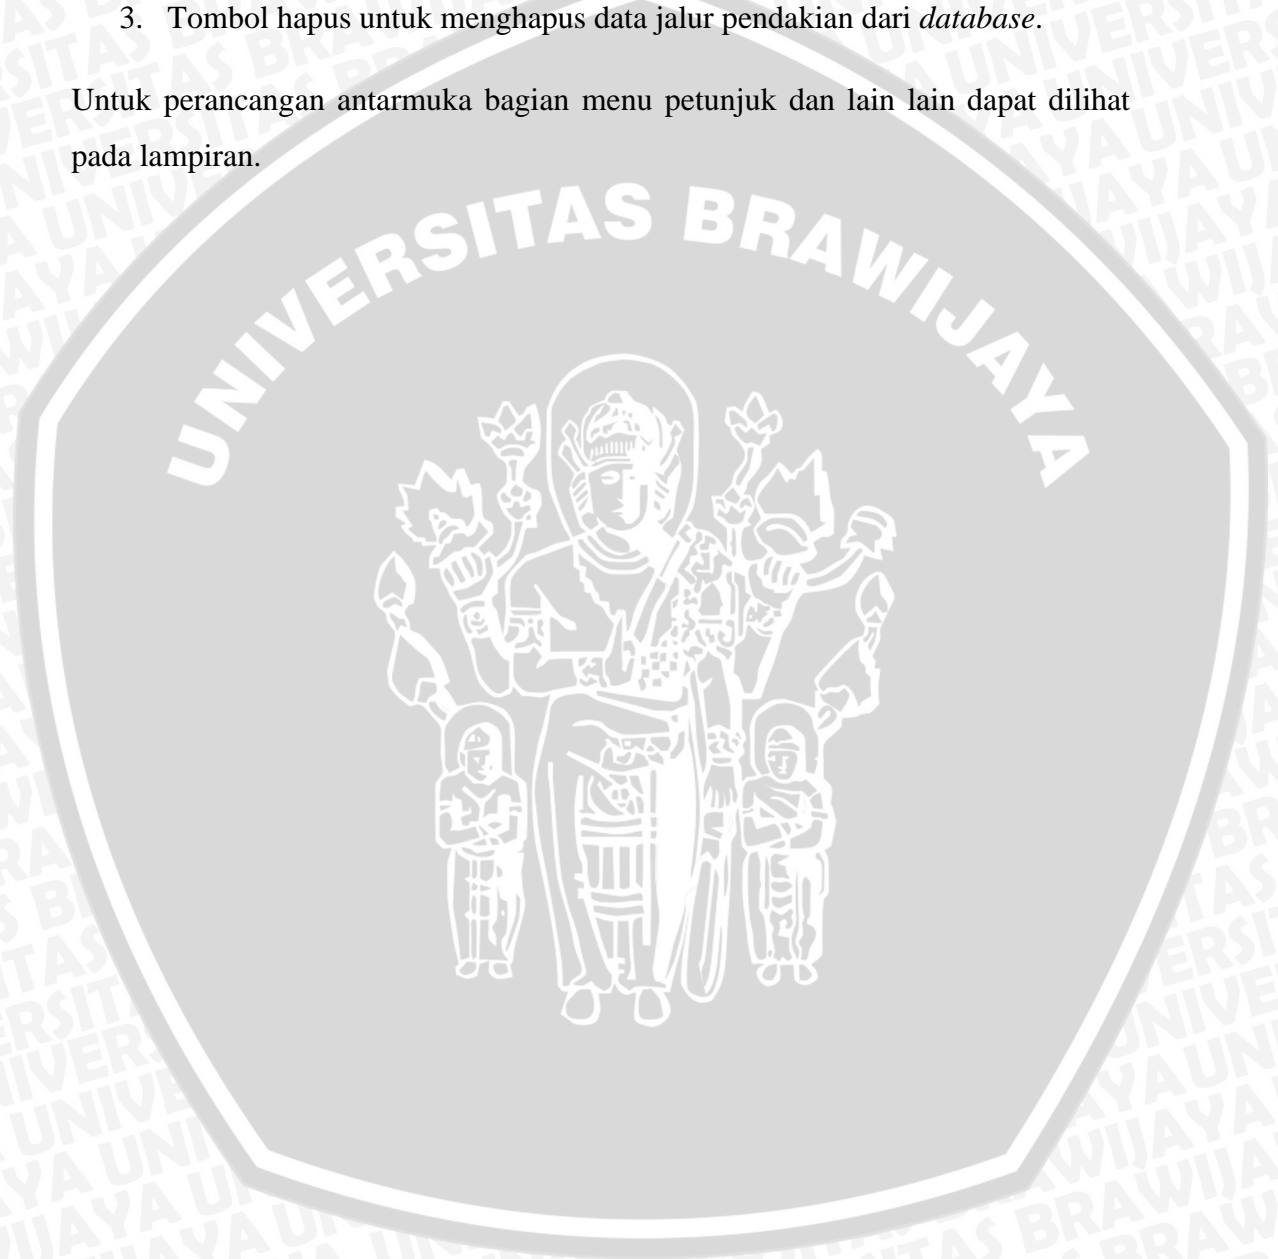 3. Tombol hapus untuk menghapus data jalur pendakian dari database.
Untuk perancangan antarmuka bagian menu petunjuk dan lain lain dapat dilihat
pada lampiran.
UNIVERSITAS BRAWIJAYA